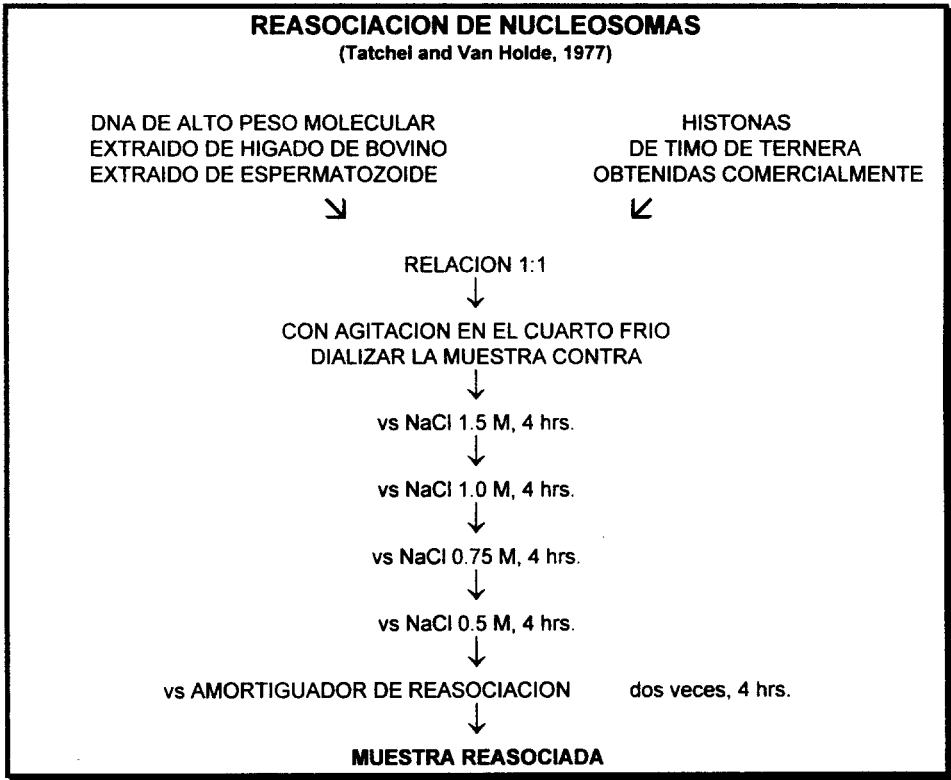 REASOCIACION DE NUCLEOSOMAS
(Tatchel and Van Holde, 1977)
DNA DE ALTO PESO MOLECULAR
EXTRAIDO DE HIGADO DE BOVINO
EXTRAIDO DE ESPERMATOZOIDE
HISTONAS
DE TIMO DE TERNERA
OBTENIDAS COMERCIALMENTE
RELACION 1:1
CON AGITACION EN EL CUARTO FRIO
DIALIZAR LA MUESTRA CONTRA
vs NaCl 1.5 M, 4 hrs.
vs NaCl 1.0 M, 4 hrs.
vs NaCl 0.75 M, 4 hrs.
vs NaCl 0.5 M, 4 hrs.
vs AMORTIGUADOR DE REASOCIACION dos veces, 4 hrs.
MUESTRA REASOCIADA